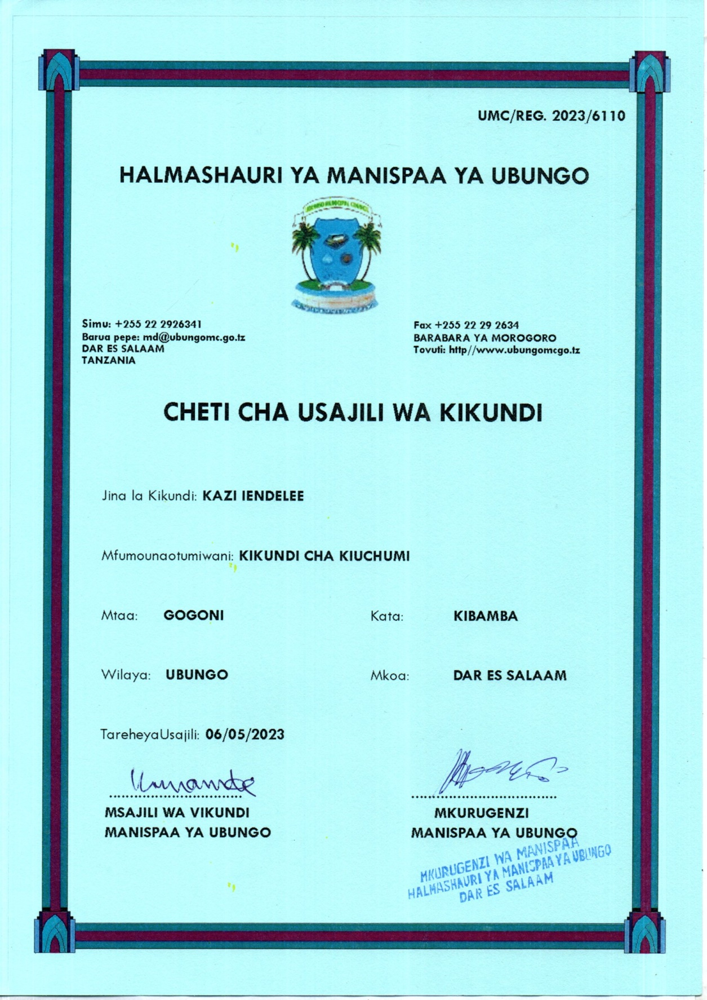 UMC/REG. 2023/6110
HALMASHAURI YA MANISPAA YA UBUNGO
UBUNGO MUNICIPAL COUNCIL
Simu: +255 22 2926341
Barua pepe: md@ubungomc.go.tz
DAR ES SALAAM
TANZANIA
Fax +255 22 29 2634
BARABARA YA MOROGORO
Tovuti: http//www.ubungomcgo.tz
CHETI CHA USAJILI WA KIKUNDI
Jina la Kikundi: KAZI IENDELEE
Mfumounaotumiwani: KIKUNDI CHA KIUCHUMI
Mtaa: GOGONI Kata: KIBAMBA
Wilaya: UBUNGO Mkoa: DAR ES SALAAM
TareheyaUsajili: 06/05/2023
MSAJILI WA VIKUNDI
MANISPAA YA UBUNGO
MKURUGENZI
MANISPAA YA UBUNGO
MKURUGENZI WA MANISPAA
HALMASHAURI YA MANISPAA YA UBUNGO
DAR ES SALAAM